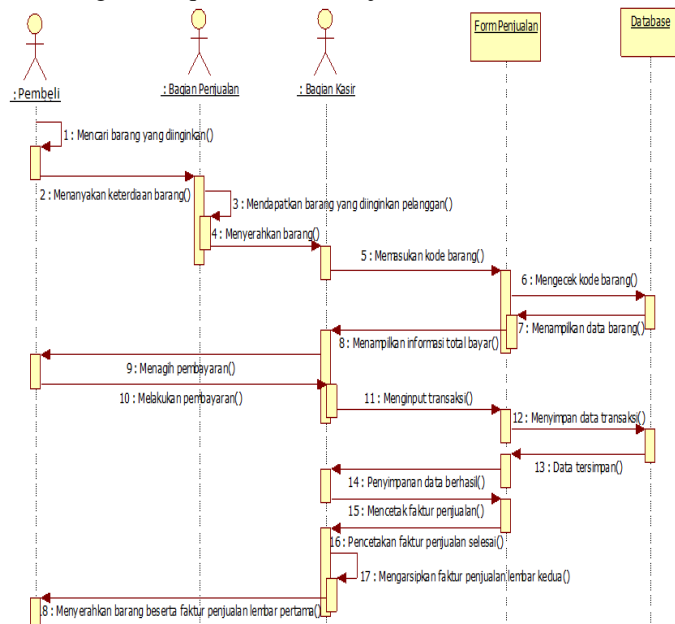 Form Penjualan
Database
: Pembeli
: Bagian Penjualan
: Bagian Kasir
1 : Mencari barang yang diinginkan()
2 : Menanyakan keterdiaan barang()
3 : Mendapatkan barang yang diinginkan pelanggan()
4 : Menyerahkan barang()
5 : Memasukan kode barang()
6 : Mengecek kode barang()
7 : Menampilkan data barang()
8 : Menampilkan informasi total bayar()
9 : Menagih pembayaran()
10 : Melakukan pembayaran()
11 : Menginput transaksi()
12 : Menyimpan data transaksi()
13 : Data tersimpan()
14 : Penyimpanan data berhasil()
15 : Mencetak faktur penjualan()
16 : Pencetakan faktur penjualan selesai()
17 : Mengarsipkan faktur penjualan lembar kedua()
8 : Menyerahkan barang beserta faktur penjualan lembar pertama()